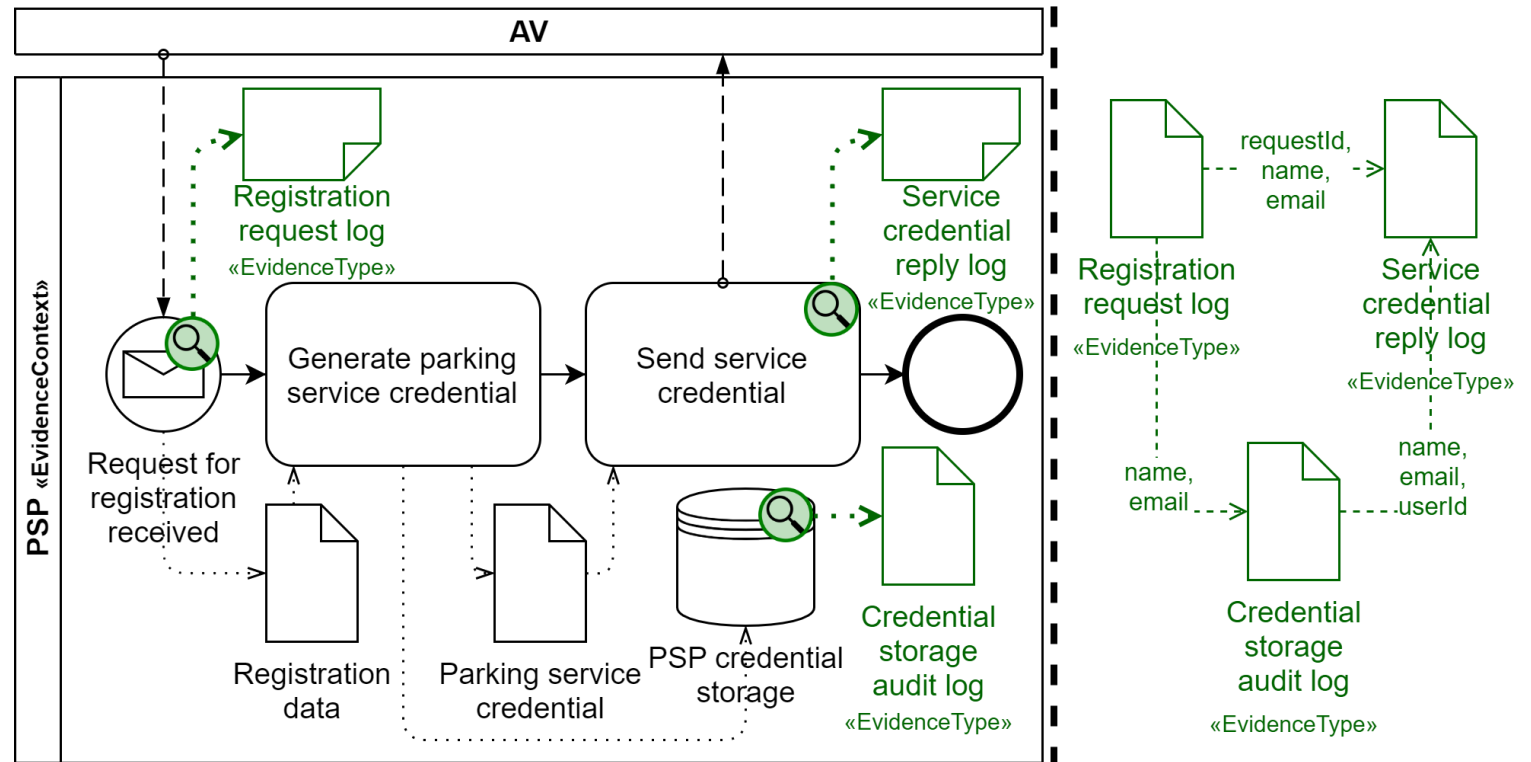 AV
PSP «EvidenceContext»
Registration
request log
«EvidenceType»
Service
credential
reply log
«EvidenceType»
Generate parking
service credential
Send service
credential
Request for
registration
received
Registration
data
Parking service
credential
PSP credential
storage
Credential
storage
audit log
«EvidenceType»
requestId,
name,
email
Registration
request log
«EvidenceType»
Service
credential
reply log
«EvidenceType»
name,
email
name,
email,
userId
Credential
storage
audit log
«EvidenceType»